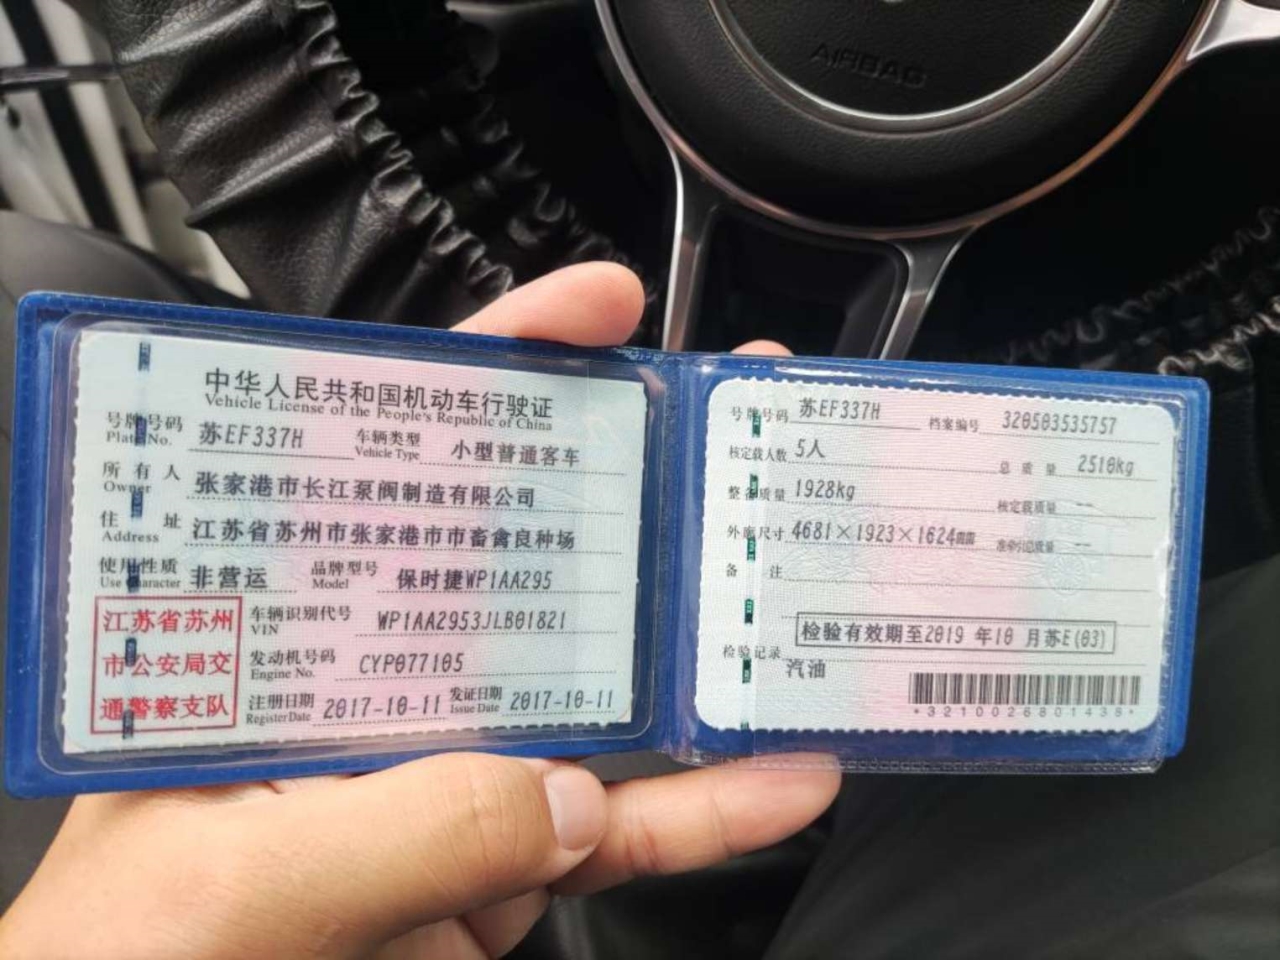 AIRBAG
中华人民共和国机动车行驶证
Vehicle License of the People's Republic of China
号牌号码 苏EF337H 车辆类型 小型普通客车
Plate No. Vehicle Type
所有人 张家港市长江泵阀制造有限公司
Owner
住址 江苏省苏州市张家港市市畜禽良种场
Address
使用性质 非营运 品牌型号 保时捷WP1AA295
Use Character Model
江苏省苏州
市公安局交
通警察支队
车辆识别代号 WP1AA2953JLB01821
VIN
发动机号码 CYP077105
Engine No.
注册日期 2017-10-11 发证日期 2017-10-11
Register Date Issue Date
号牌号码 苏EF337H 档案编号 320503535757
核定载人数 5人 总质量 2510kg
整备质量 1928kg 核定载质量 --
外廓尺寸 4681×1923×1624mm 准牵引总质量 --
备注
检验有效期至2019 年10 月苏E(03)
检验记录
汽油
*3210026801438*